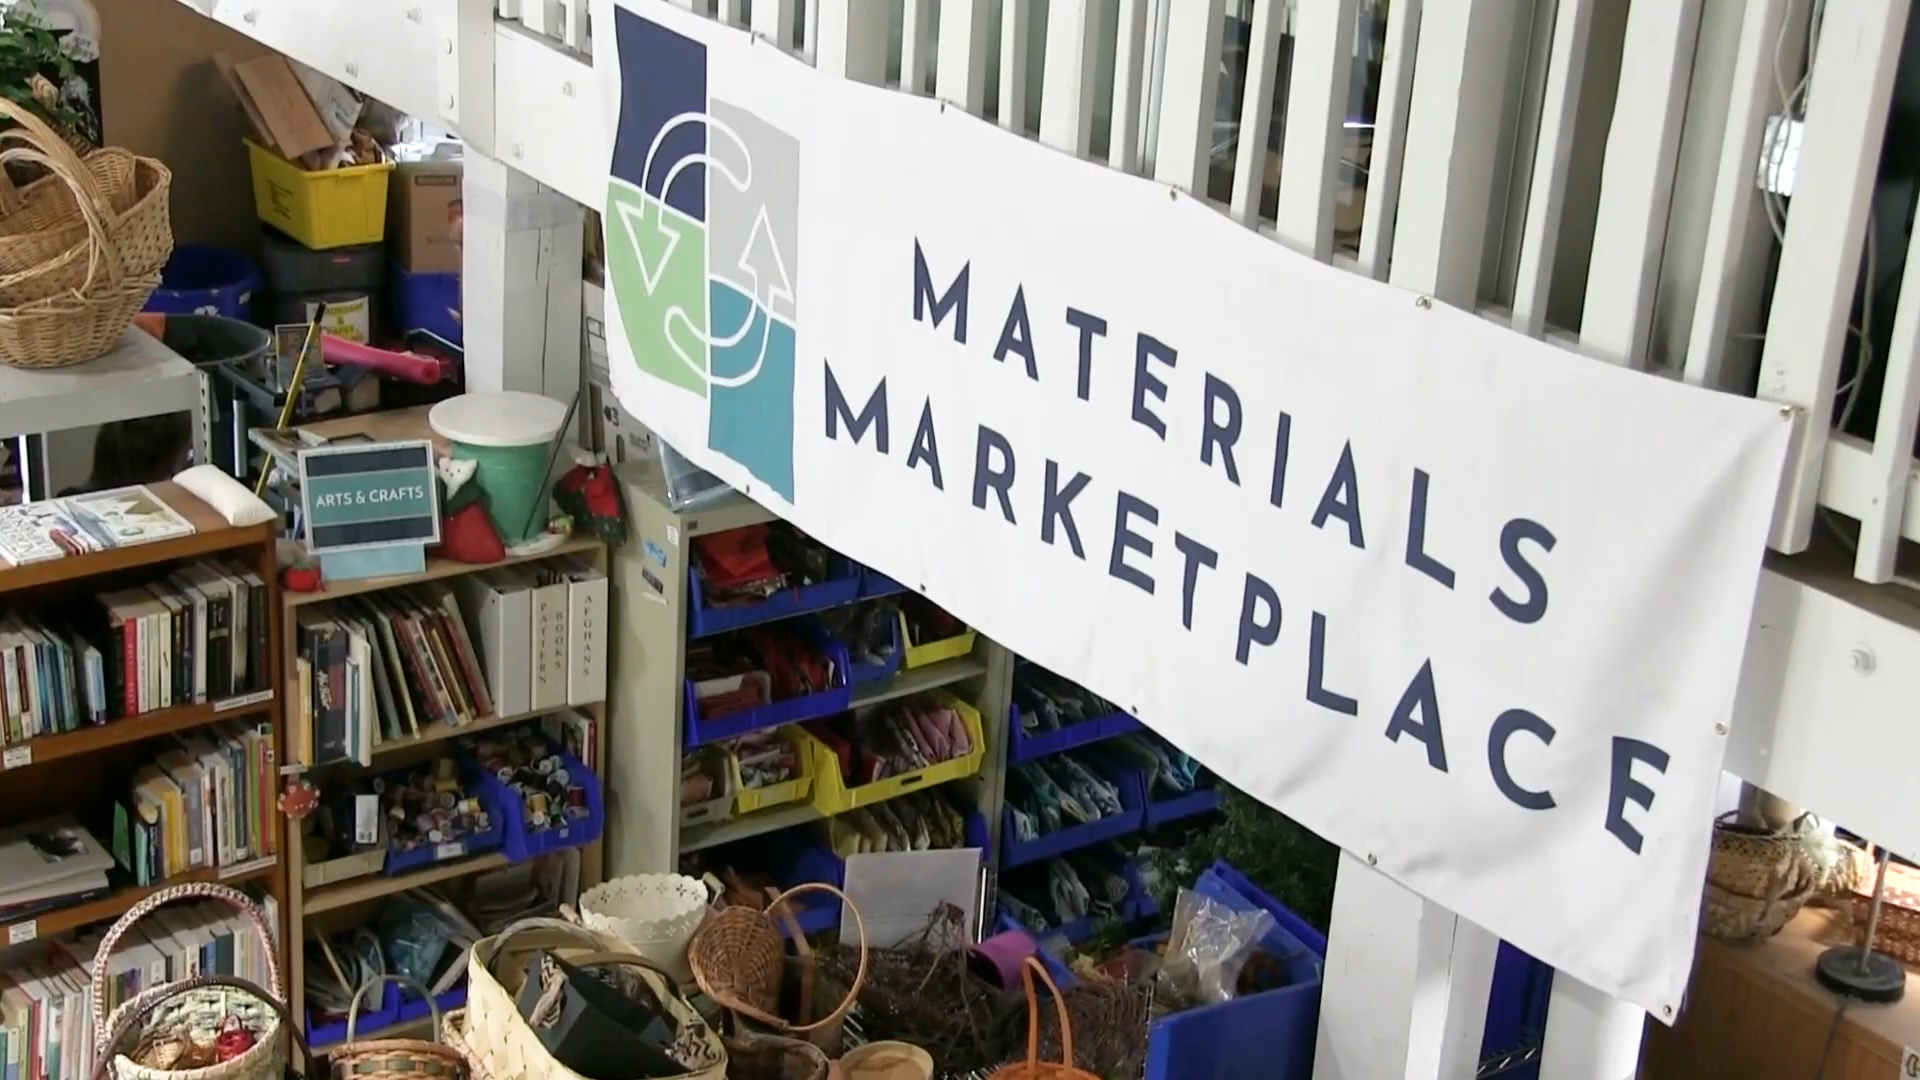 MATERIALS
MARKETPLACE
ARTS & CRAFTS
PATTERN
BOOKS
AFGHANS